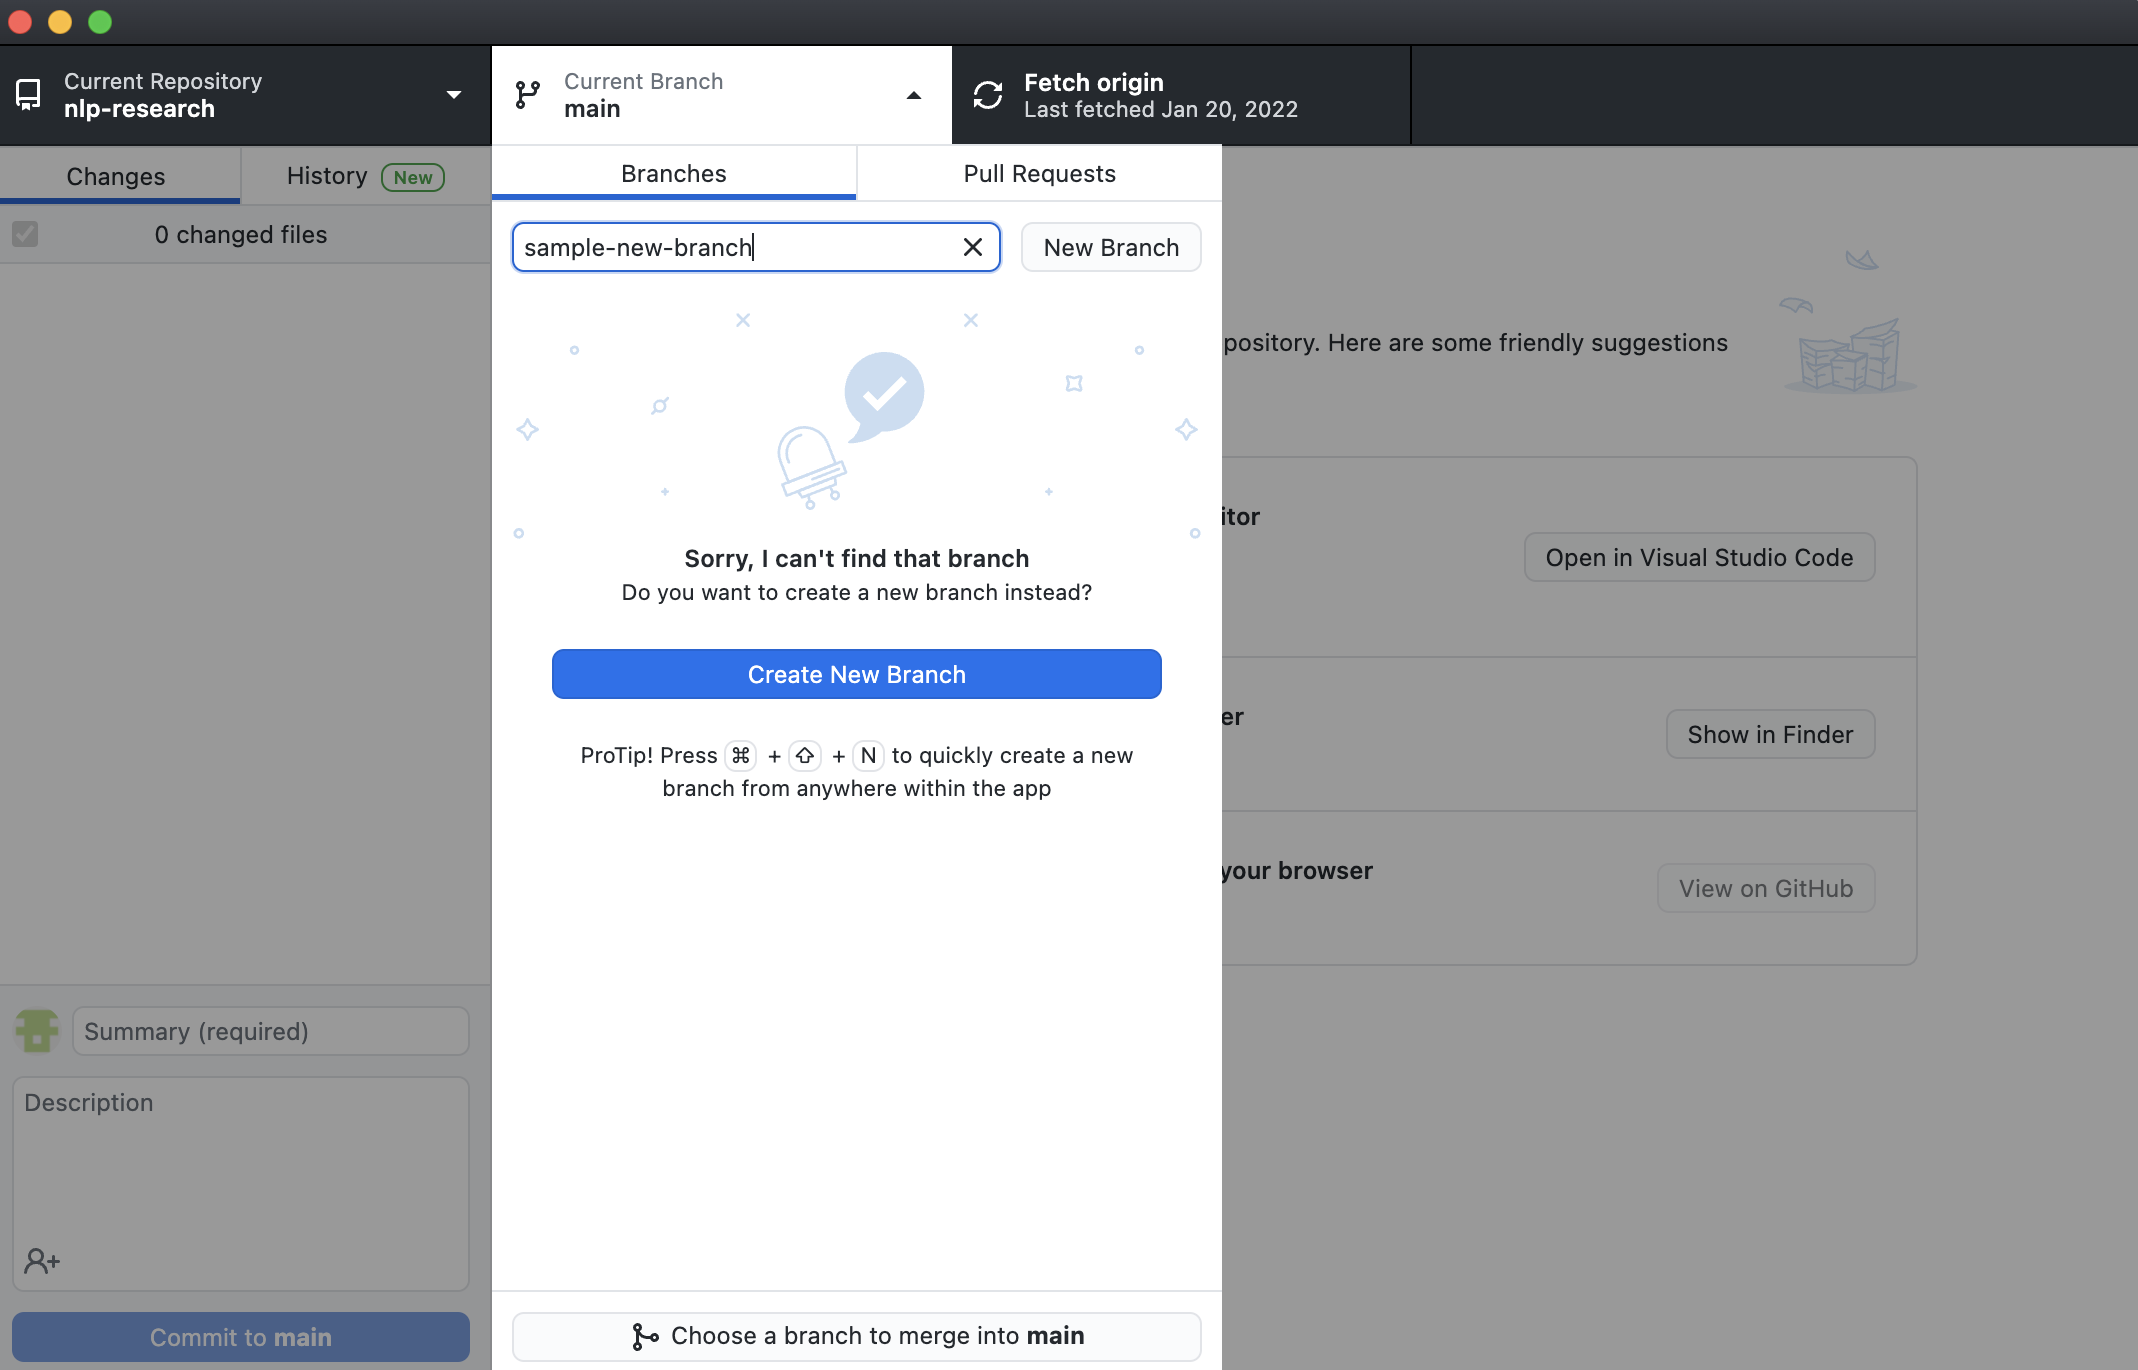 Current Repository
nlp-research
Current Branch
main
Fetch origin
Last fetched Jan 20, 2022
Changes
History New
0 changed files
Branches
Pull Requests
sample-new-branch
New Branch
Sorry, I can't find that branch
Do you want to create a new branch instead?
Create New Branch
ProTip! Press ⌘ + ⇧ + N to quickly create a new
branch from anywhere within the app
Choose a branch to merge into main
pository. Here are some friendly suggestions
itor
Open in Visual Studio Code
er
Show in Finder
your browser
View on GitHub
Summary (required)
Description
Commit to main